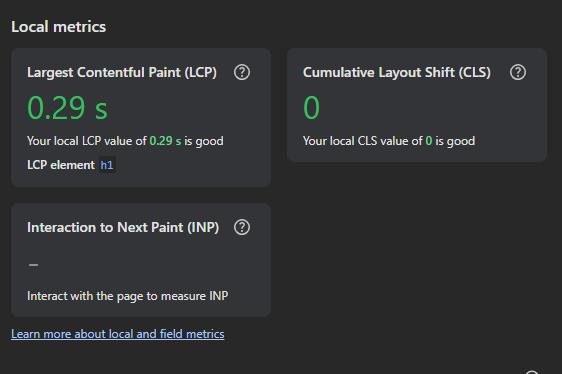 Local metrics
Largest Contentful Paint (LCP)
0.29 s
Your local LCP value of 0.29 s is good
LCP element h1
Cumulative Layout Shift (CLS)
0
Your local CLS value of 0 is good
Interaction to Next Paint (INP)
-
Interact with the page to measure INP
Learn more about local and field metrics